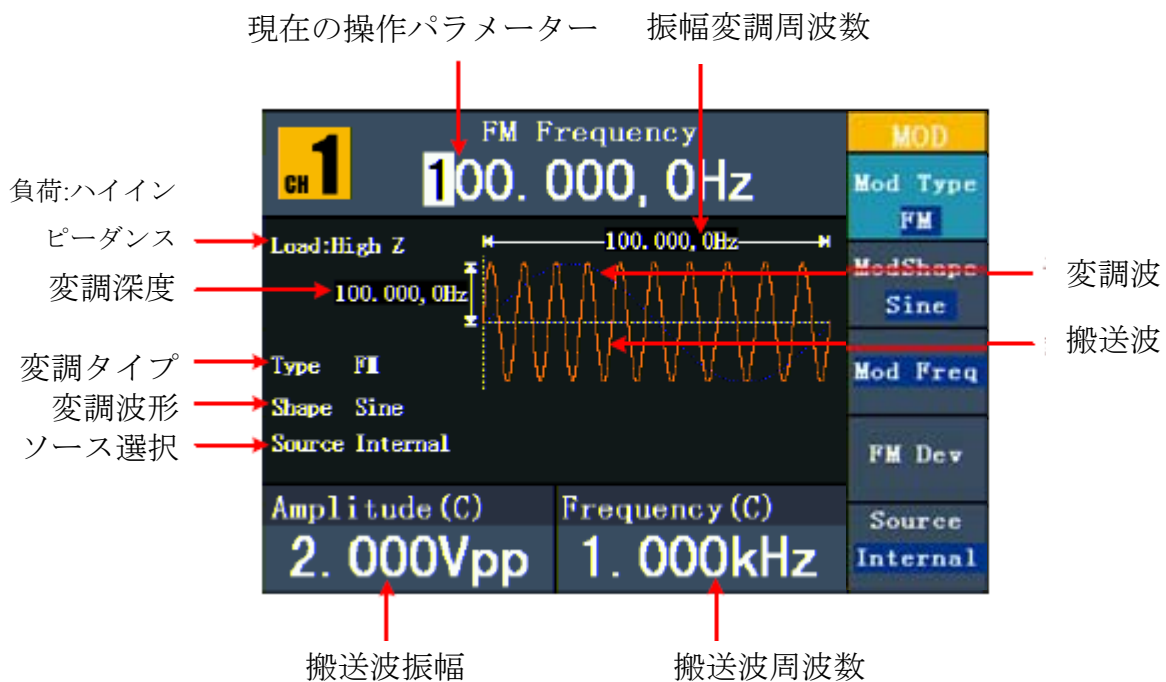 現在の操作パラメーター 振幅変調周波数
CH 1
FM Frequency
100.000,0Hz
MOD
Mod Type
FM
負荷:ハイイン
ピーダンス
Load:High Z
100.000,0Hz
変調深度
100.000,0Hz
ModShape
Sine
変調波
搬送波
変調タイプ
Type FM
Mod Freq
変調波形
Shape Sine
ソース選択
Source Internal
FM Dev
Amplitude(C)
2.000Vpp
Frequency(C)
1.000kHz
Source
Internal
搬送波振幅
搬送波周波数